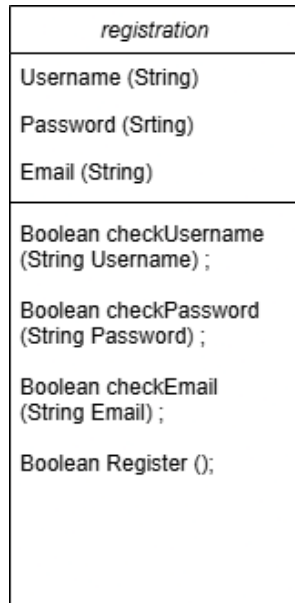 registration
Username (String)
Password (Srting)
Email (String)
Boolean checkUsername
(String Username) ;
Boolean checkPassword
(String Password) ;
Boolean checkEmail
(String Email) ;
Boolean Register ();